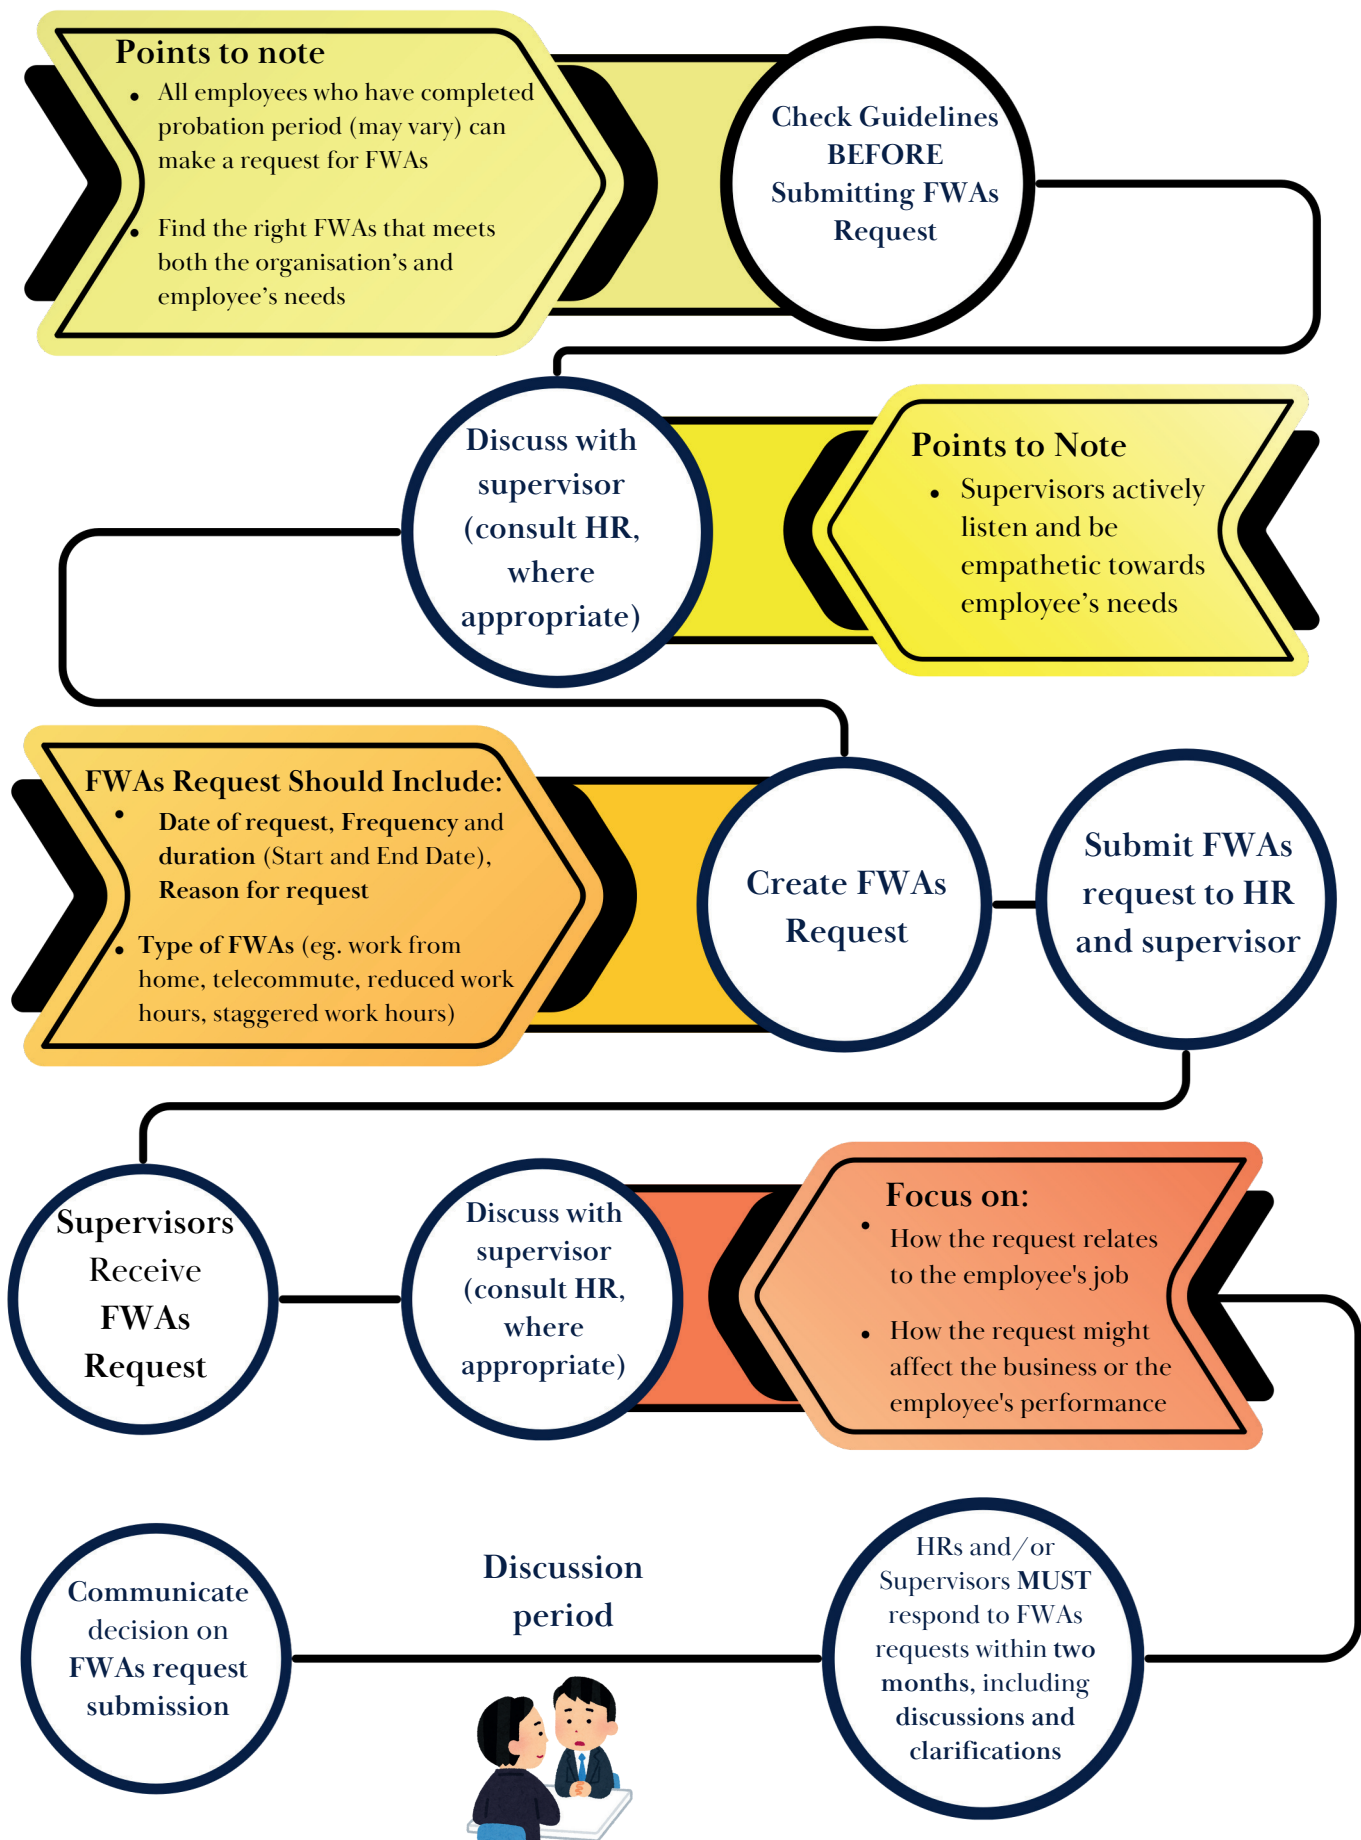 Points to note
• All employees who have completed
probation period (may vary) can
make a request for FWAs
• Find the right FWAs that meets
both the organisation's and
employee's needs
Check Guidelines
BEFORE
Submitting FWAs
Request
Discuss with
supervisor
(consult HR,
where
appropriate)
Points to Note
• Supervisors actively
listen and be
empathetic towards
employee's needs
FWAs Request Should Include:
• Date of request, Frequency and
duration (Start and End Date),
Reason for request
• Type of FWAs (eg. work from
home, telecommute, reduced work
hours, staggered work hours)
Create FWAs
Request
Submit FWAs
request to HR
and supervisor
Supervisors
Receive
FWAs
Request
Discuss with
supervisor
(consult HR,
where
appropriate)
Focus on:
• How the request relates
to the employee's job
• How the request might
affect the business or the
employee's performance
HRs and/or
Supervisors MUST
respond to FWAs
requests within two
months, including
discussions and
clarifications
Discussion
period
Communicate
decision on
FWAs request
submission